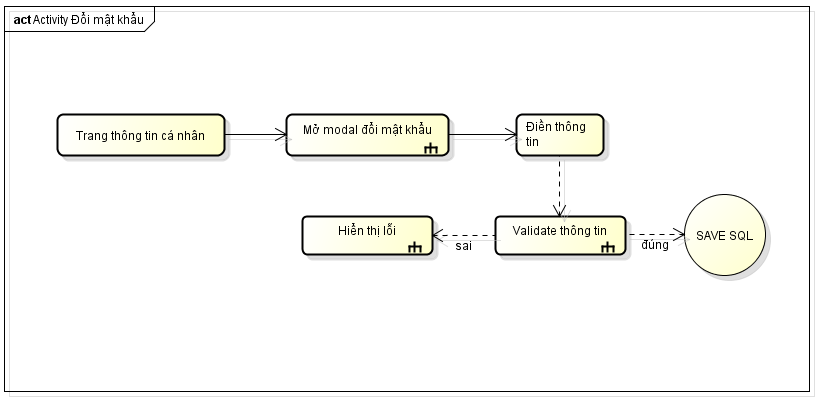 act Activity Đổi mật khẩu
Trang thông tin cá nhân
Mở modal đổi mật khẩu
Điền thông
tin
Hiển thị lỗi
sai
Validate thông tin
đúng
SAVE SQL